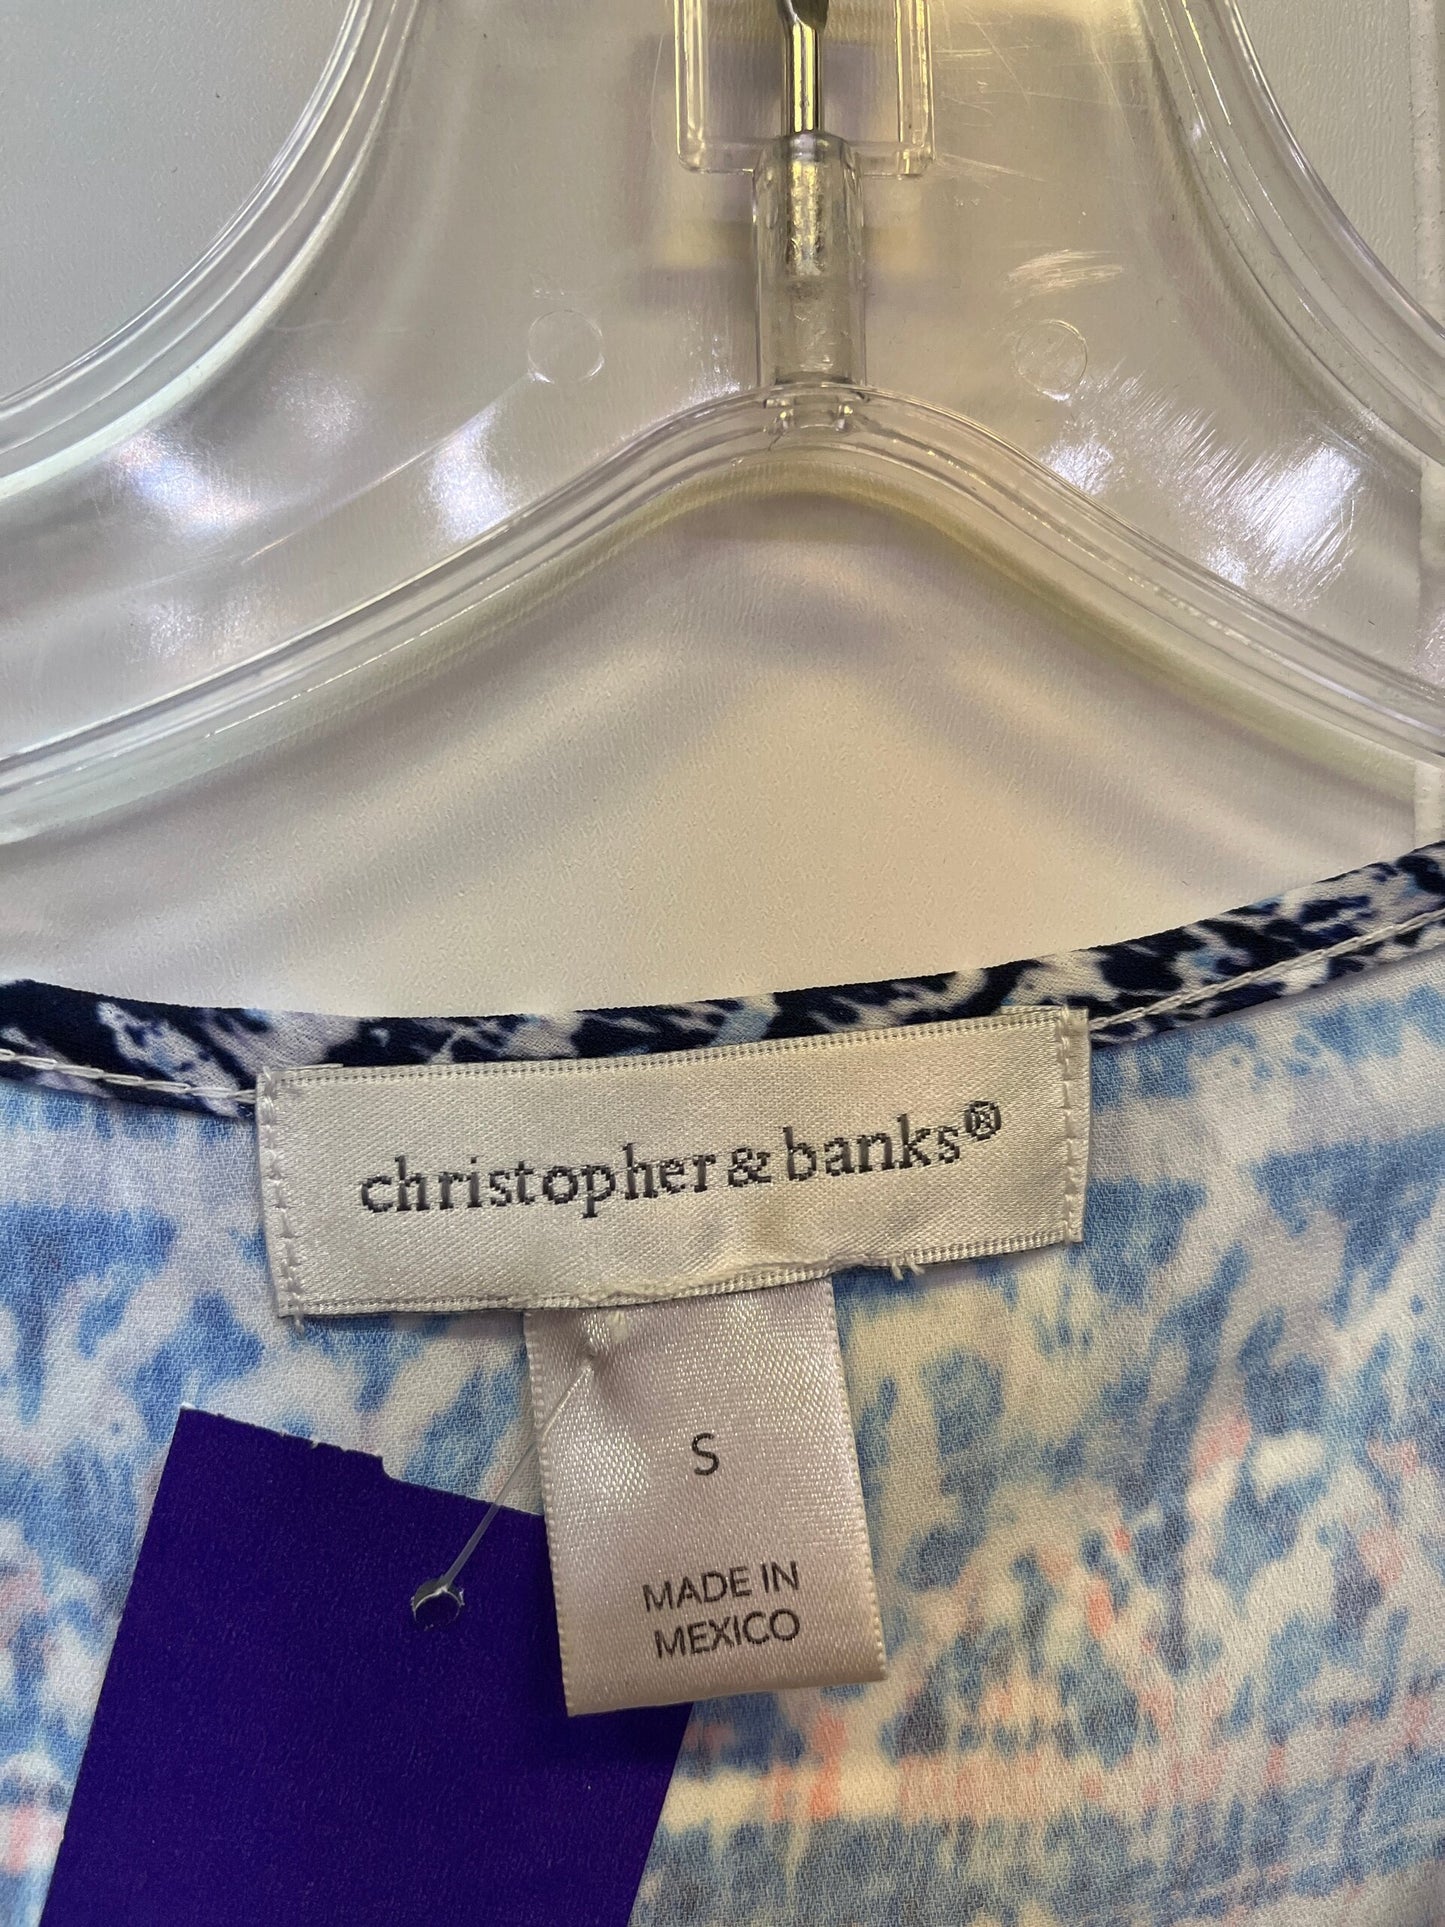 christopher & banks®
S
MADE IN
MEXICO